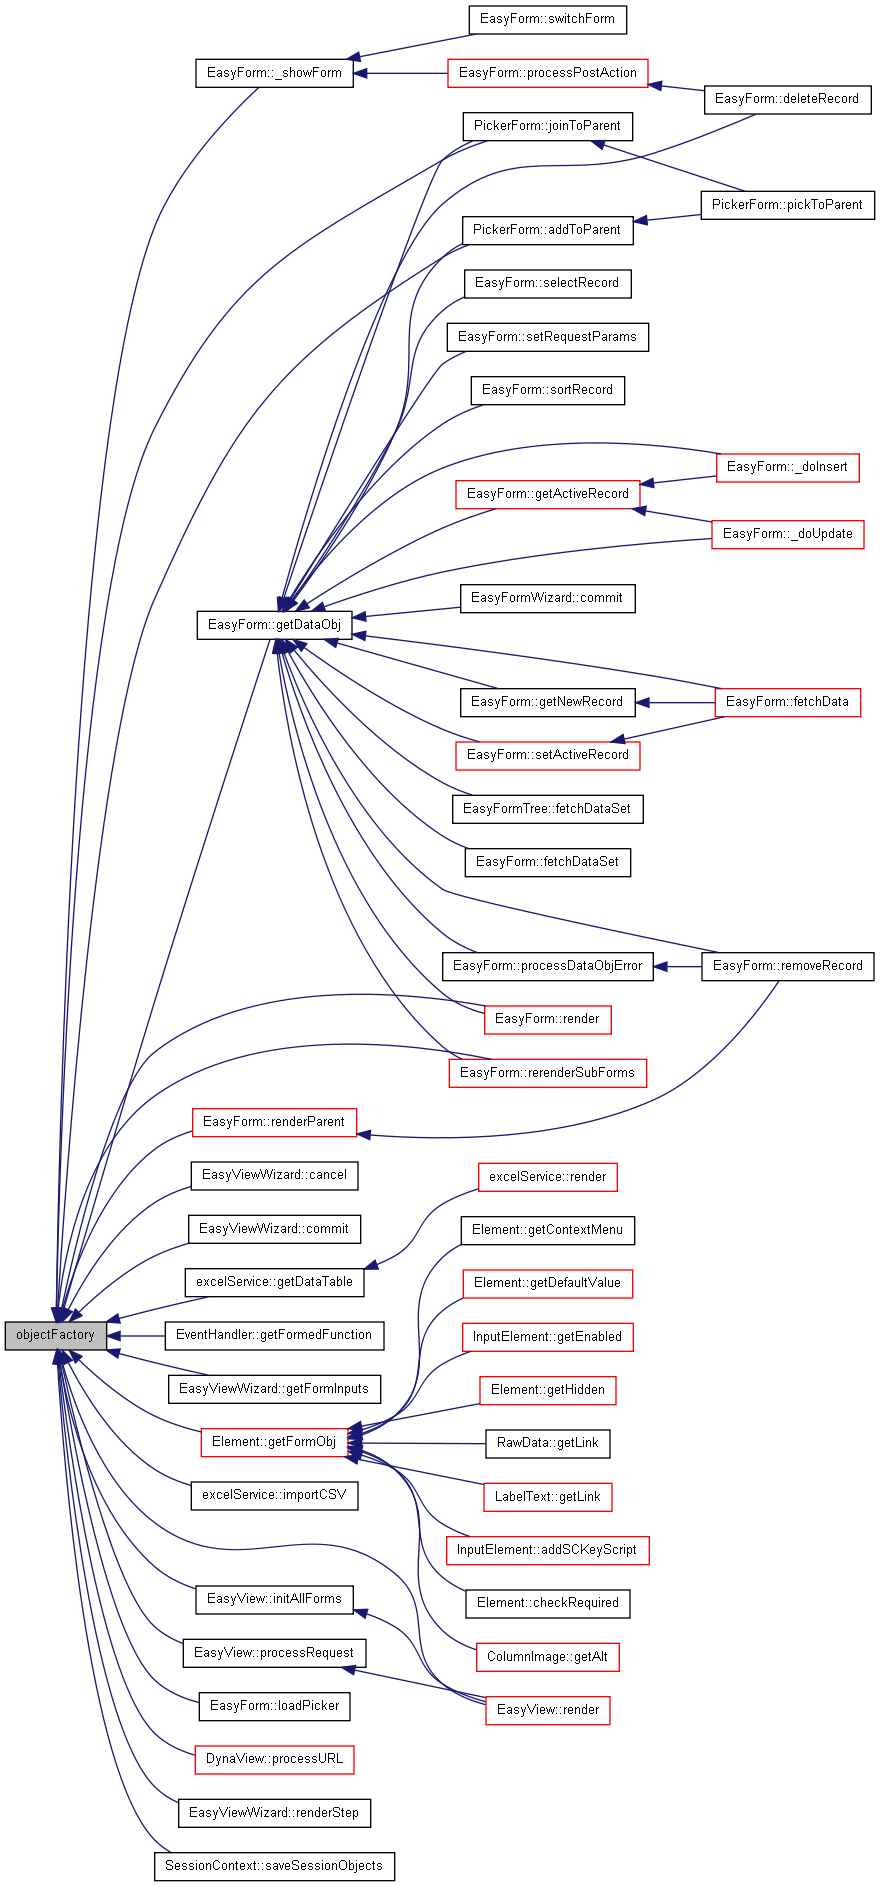 EasyForm::switchForm
EasyForm::_showForm
EasyForm::processPostAction
EasyForm::deleteRecord
PickerForm::joinToParent
PickerForm::pickToParent
PickerForm::addToParent
EasyForm::selectRecord
EasyForm::setRequestParams
EasyForm::sortRecord
EasyForm::_doInsert
EasyForm::getActiveRecord
EasyForm::_doUpdate
EasyFormWizard::commit
EasyForm::getDataObj
EasyForm::getNewRecord
EasyForm::fetchData
EasyForm::setActiveRecord
EasyFormTree::fetchDataSet
EasyForm::fetchDataSet
EasyForm::processDataObjError
EasyForm::removeRecord
EasyForm::render
EasyForm::rerenderSubForms
EasyForm::renderParent
EasyViewWizard::cancel
excelService::render
EasyViewWizard::commit
Element::getContextMenu
excelService::getDataTable
Element::getDefaultValue
objectFactory
EventHandler::getFormedFunction
InputElement::getEnabled
EasyViewWizard::getFormInputs
Element::getHidden
Element::getFormObj
RawData::getLink
excelService::importCSV
LabelText::getLink
InputElement::addSCKeyScript
EasyView::initAllForms
Element::checkRequired
EasyView::processRequest
ColumnImage::getAlt
EasyForm::loadPicker
EasyView::render
DynaView::processURL
EasyViewWizard::renderStep
SessionContext::saveSessionObjects